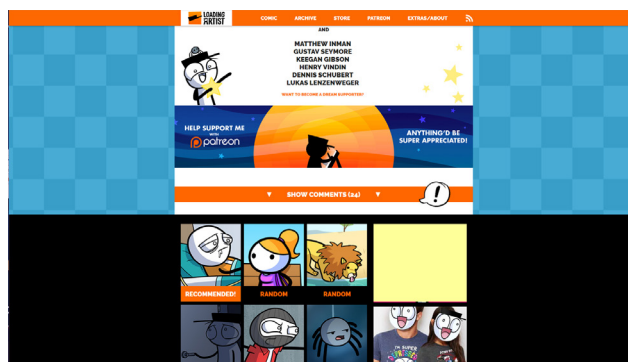 LOADING
ARTIST
COMIC ARCHIVE STORE PATREON EXTRAS/ABOUT
AND
MATTHEW INMAN
GUSTAV SEYMORE
KEEGAN GIBSON
HENRY VINDIN
DENNIS SCHUBERT
LUKAS LENZENWEGER
WANT TO BECOME A DREAM SUPPORTER?
HELP SUPPORT ME
WITH
patreon
ANYTHING'D BE
SUPER APPRECIATED!
▼ SHOW COMMENTS (24) ▼
!
RECOMMENDED! RANDOM RANDOM
I'M SUPER